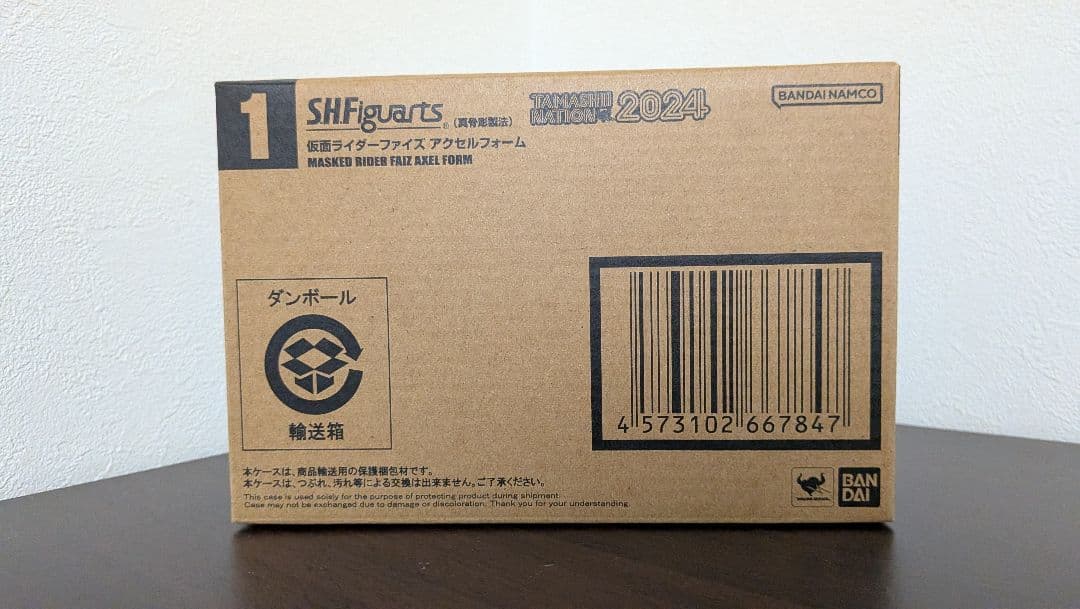 1
S.H.Figuarts® (真骨彫製法)
TAMASHII NATION 2024
BANDAI NAMCO
仮面ライダーファイズ アクセルフォーム
MASKED RIDER FAIZ AXEL FORM
ダンボール
輸送箱
4 573102 667847
本ケースは、商品輸送用の保護梱包材です。
本ケースは、つぶれ、汚れ等による交換は出来ません。ご了承ください。
This case is used solely for the purpose of protecting product during shipment.
Case may not be exchanged due to damage or discoloration. Thank you for your understanding.
BAN
DAI